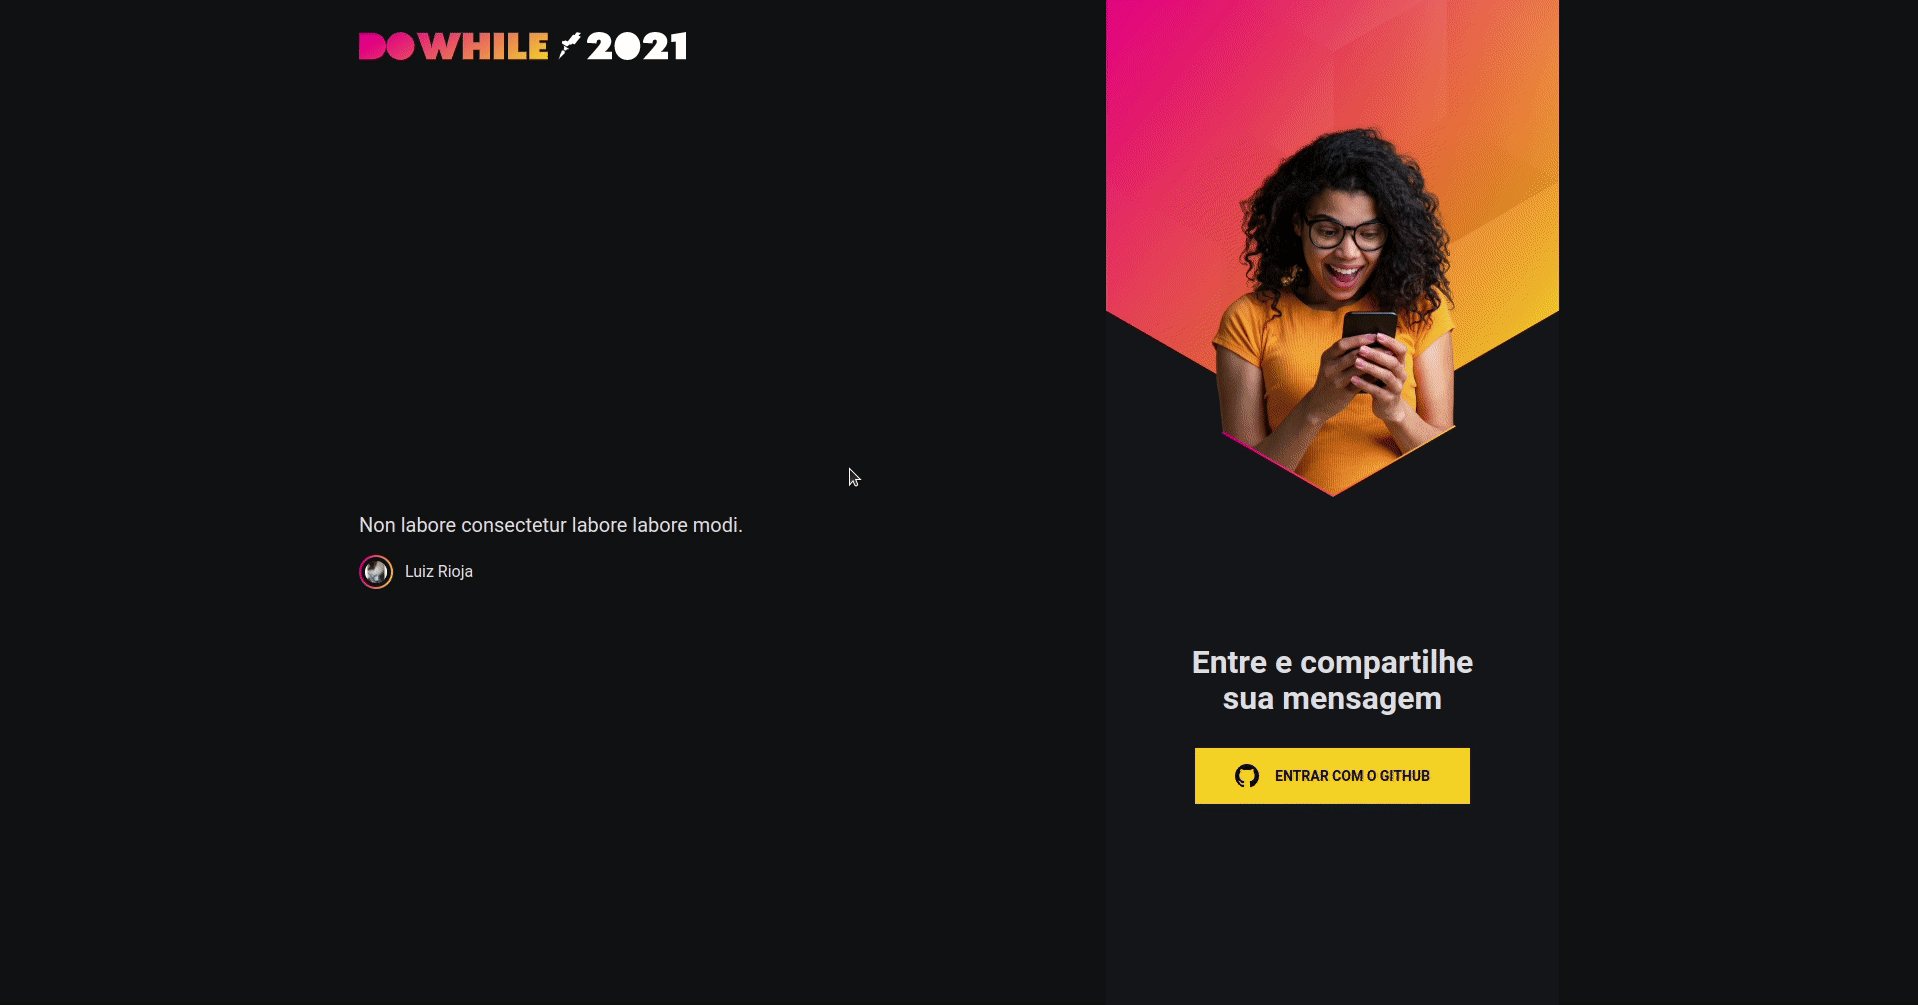 DOWHILE 2021
Non labore consectetur labore labore modi.
Luiz Rioja
Entre e compartilhe
sua mensagem
ENTRAR COM O GITHUB